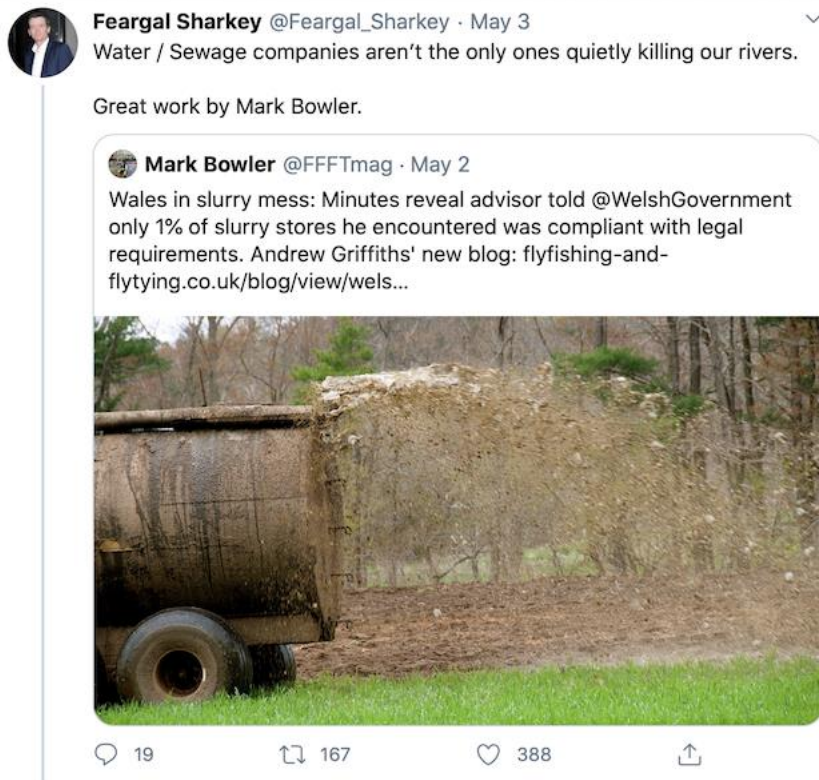 Feargal Sharkey @Feargal_Sharkey · May 3
Water / Sewage companies aren’t the only ones quietly killing our rivers.
Great work by Mark Bowler.
Mark Bowler @FFFTmag · May 2
Wales in slurry mess: Minutes reveal advisor told @WelshGovernment
only 1% of slurry stores he encountered was compliant with legal
requirements. Andrew Griffiths' new blog: flyfishing-and-
flytying.co.uk/blog/view/wels...
19 167 388